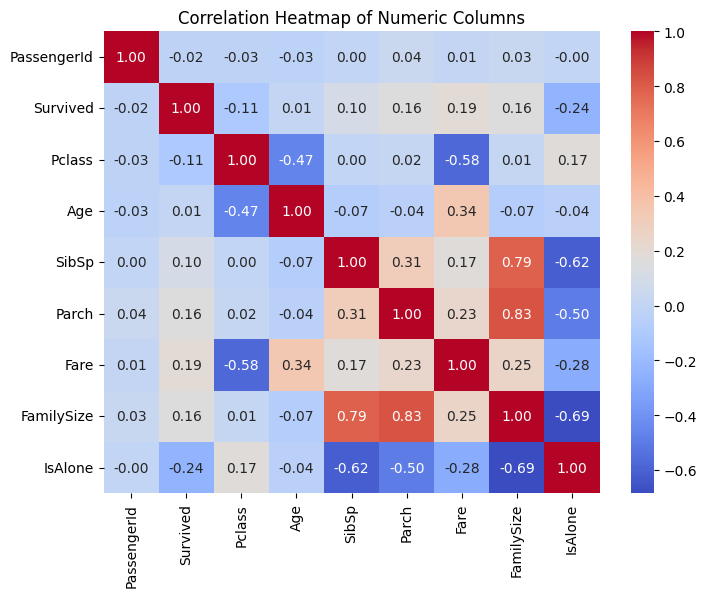 Correlation Heatmap of Numeric Columns
PassengerId 1.00 -0.02 -0.03 -0.03 0.00 0.04 0.01 0.03 -0.00
Survived -0.02 1.00 -0.11 0.01 0.10 0.16 0.19 0.16 -0.24
Pclass -0.03 -0.11 1.00 -0.47 0.00 0.02 -0.58 0.01 0.17
Age -0.03 0.01 -0.47 1.00 -0.07 -0.04 0.34 -0.07 -0.04
SibSp 0.00 0.10 0.00 -0.07 1.00 0.31 0.17 0.79 -0.62
Parch 0.04 0.16 0.02 -0.04 0.31 1.00 0.23 0.83 -0.50
Fare 0.01 0.19 -0.58 0.34 0.17 0.23 1.00 0.25 -0.28
FamilySize 0.03 0.16 0.01 -0.07 0.79 0.83 0.25 1.00 -0.69
IsAlone -0.00 -0.24 0.17 -0.04 -0.62 -0.50 -0.28 -0.69 1.00
PassengerId
Survived
Pclass
Age
SibSp
Parch
Fare
FamilySize
IsAlone
1.0
0.8
0.6
0.4
0.2
0.0
−0.2
−0.4
−0.6